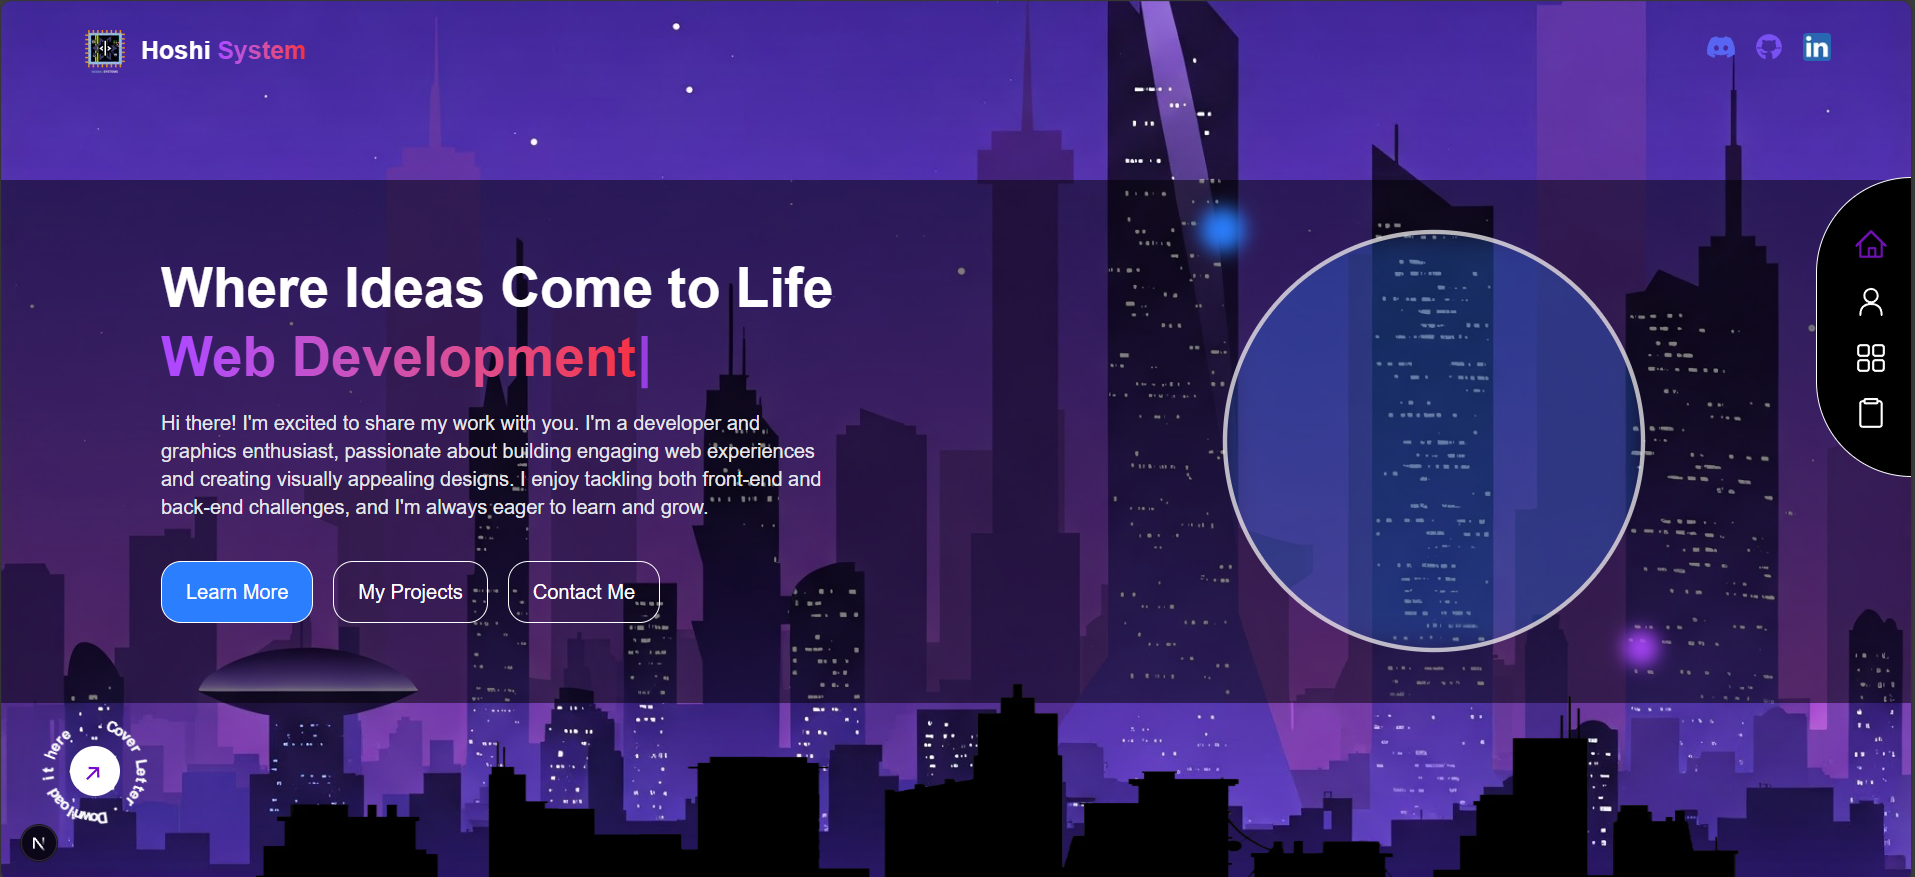 Hoshi System
in
Where Ideas Come to Life
Web Development|
Hi there! I'm excited to share my work with you. I'm a developer and
graphics enthusiast, passionate about building engaging web experiences
and creating visually appealing designs. I enjoy tackling both front-end and
back-end challenges, and I'm always eager to learn and grow.
Learn More
My Projects
Contact Me
Cover Letter . Download it here . .
N